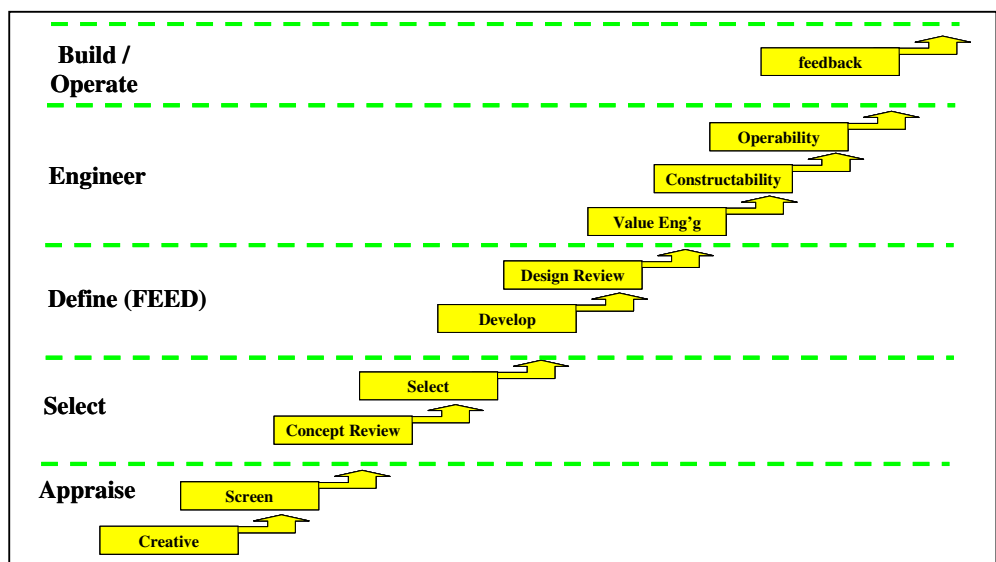 Build /
Operate
feedback
Operability
Engineer
Constructability
Value Eng'g
Design Review
Define (FEED)
Develop
Select
Select
Concept Review
Appraise
Screen
Creative